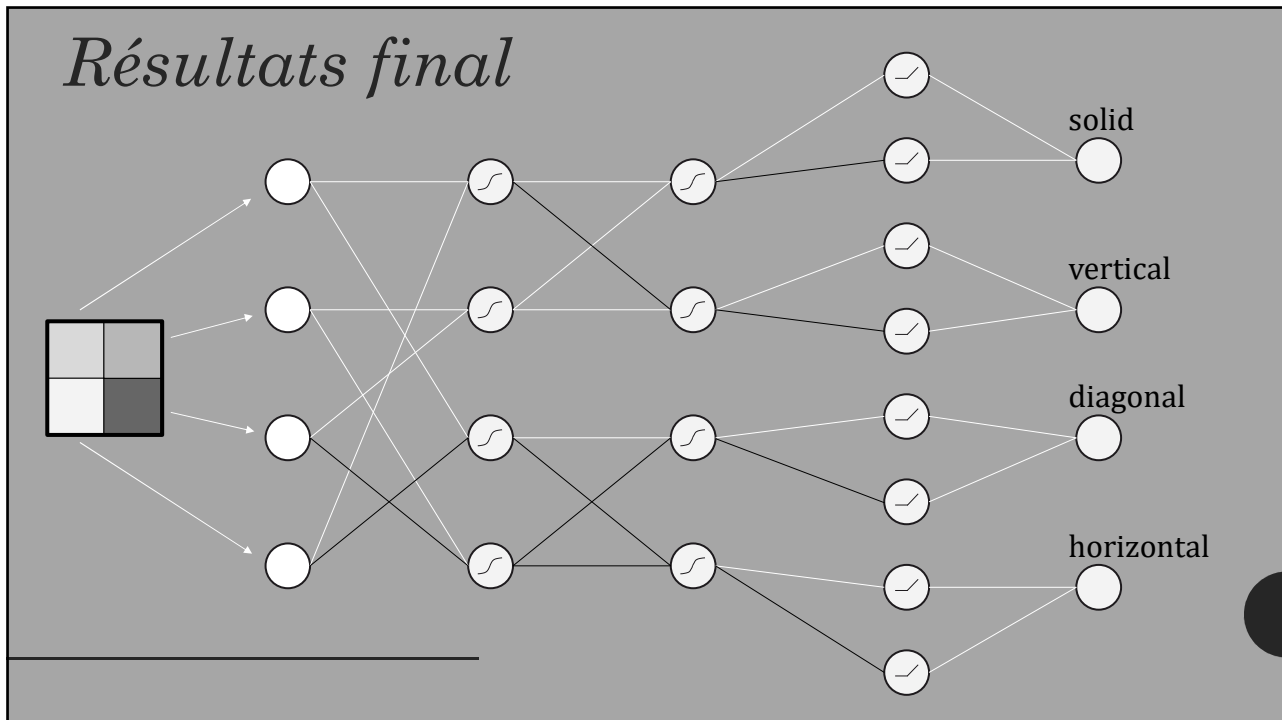 Résultats final
solid
vertical
diagonal
horizontal